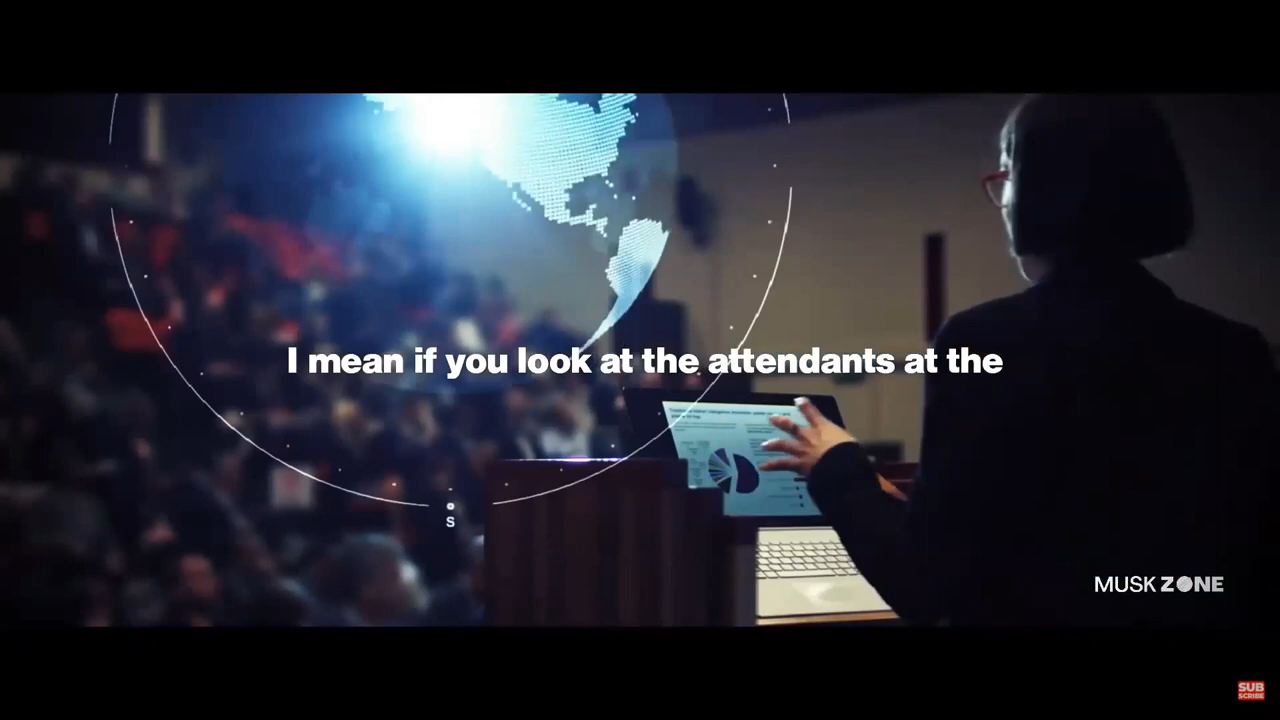 I mean if you look at the attendants at the
S
MUSK ZONE
SUB
SCRIBE